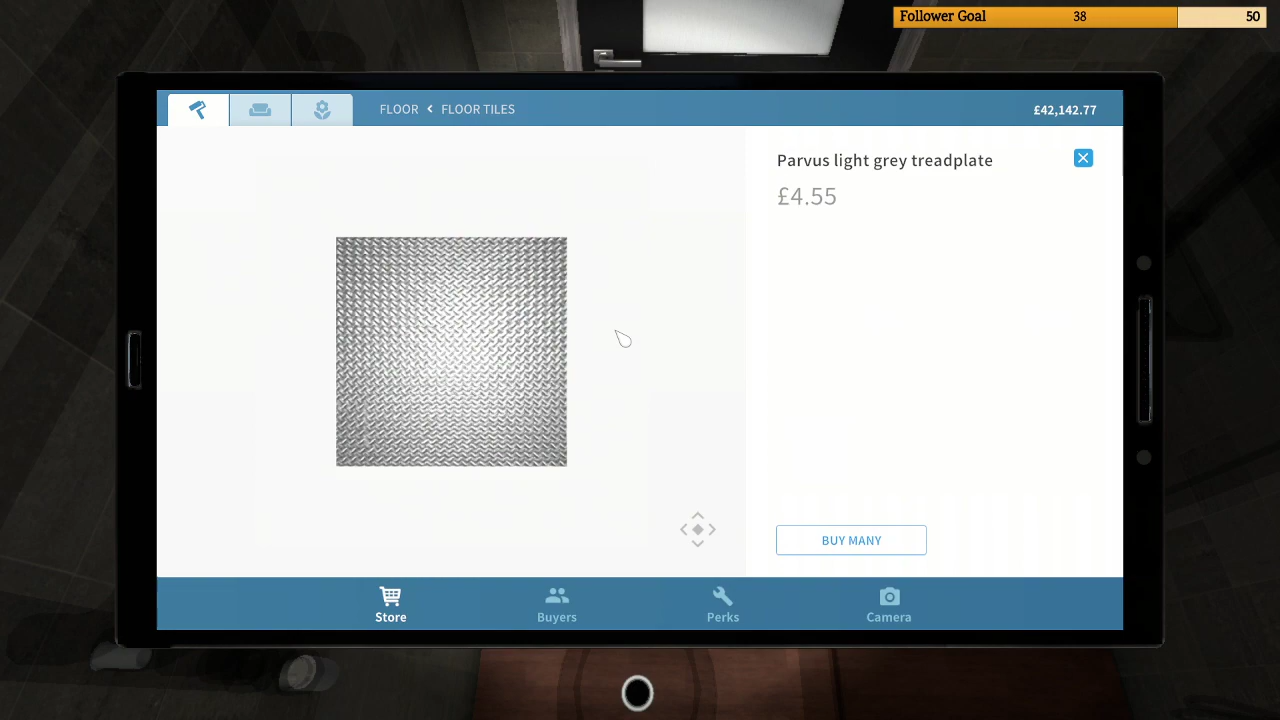 Follower Goal 38 50
FLOOR < FLOOR TILES £42,142.77
Parvus light grey treadplate
£4.55
BUY MANY
Store Buyers Perks Camera